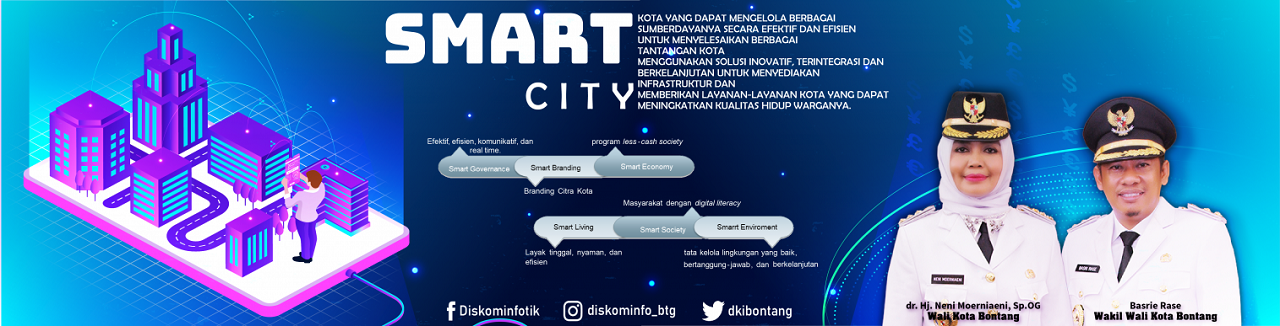 SMART
CITY
KOTA YANG DAPAT MENGELOLA BERBAGAI
SUMBERDAYANYA SECARA EFEKTIF DAN EFISIEN
UNTUK MENYELESAIKAN BERBAGAI
TANTANGAN KOTA
MENGGUNAKAN SOLUSI INOVATIF, TERINTEGRASI DAN
BERKELANJUTAN UNTUK MENYEDIAKAN
INFRASTRUKTUR DAN
MEMBERIKAN LAYANAN-LAYANAN KOTA YANG DAPAT
MENINGKATKAN KUALITAS HIDUP WARGANYA.
Efektif, efisien, komunikatif, dan
real time.
program less-cash society
Smart Governance
Smart Branding
Smart Economy
Branding Citra Kota
Masyarakat dengan digital literacy
Smart Living
Smart Society
Smarrt Enviroment
Layak tinggal, nyaman, dan
efisien
tata kelola lingkungan yang baik,
bertanggung-jawab, dan berkelanjutan
Diskominfotik
diskominfo_btg
dkibontang
NENI MOERNIAENI
BASRI RASE
dr. Hj. Neni Moerniaeni, Sp.OG
Wali Kota Bontang
Basrie Rase
Wakil Wali Kota Bontang